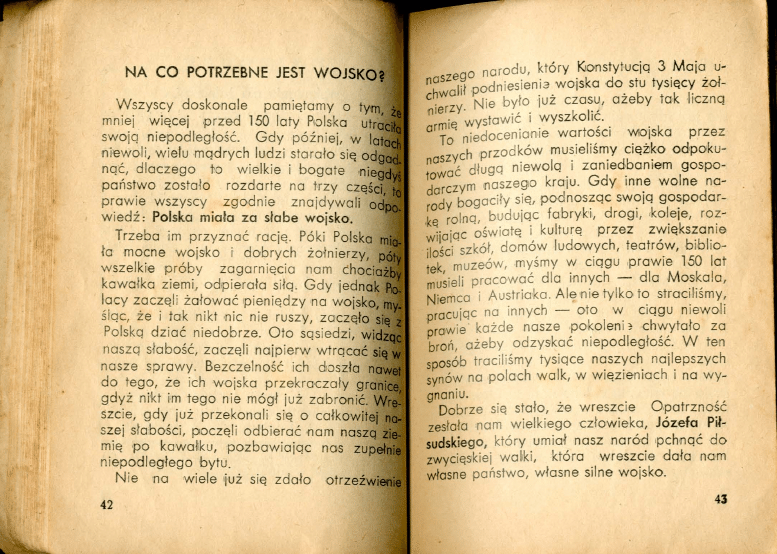 NA CO POTRZEBNE JEST WOJSKO?
Wszyscy doskonale pamiętamy o tym, że
mniej więcej przed 150 laty Polska utraciła
swoją niepodległość. Gdy później, w latach
niewoli, wielu mądrych ludzi starało się odgad-
nąć, dlaczego to wielkie i bogate niegdyś
państwo zostało rozdarte na trzy części, to
prawie wszyscy zgodnie znajdywali odpo-
wiedź: Polska miała za słabe wojsko.
Trzeba im przyznać rację. Póki Polska mia-
ła mocne wojsko i dobrych żołnierzy, póty
wszelkie próby zagarnięcia nam chociażby
kawałka ziemi, odpierała siłą. Gdy jednak Po-
lacy zaczęli żałować pieniędzy na wojsko, my-
śląc, że i tak nikt nic nie ruszy, zaczęło się z
Polską dziać niedobrze. Oto sąsiedzi, widząc
naszą słabość, zaczęli najpierw wtrącać się w
nasze sprawy. Bezczelność ich doszła nawet
do tego, że ich wojska przekraczały granice,
gdyż nikt im tego nie mógł już zabronić. Wre-
szcie, gdy już przekonali się o całkowitej na-
szej słabości, poczęli odbierać nam naszą zie-
mię po kawałku, pozbawiając nas zupełnie
niepodległego bytu.
Nie na wiele już się zdało otrzeźwienie
42
naszego narodu, który Konstytucją 3 Maja u-
chwalił podniesienie wojska do stu tysięcy żoł-
nierzy. Nie było już czasu, ażeby tak liczną
armię wystawić i wyszkolić.
To niedocenianie wartości wojska przez
naszych przodków musieliśmy ciężko odpoku-
tować długą niewolą i zaniedbaniem gospo-
darczym naszego kraju. Gdy inne wolne na-
rody bogaciły się, podnosząc swoją gospodar-
kę rolną, budując fabryki, drogi, koleje, roz-
wijając oświatę i kulturę przez zwiększanie
ilości szkół, domów ludowych, teatrów, biblio-
tek, muzeów, myśmy w ciągu prawie 150 lat
musieli pracować dla innych — dla Moskala,
Niemca i Austriaka. Ale nie tylko to straciliśmy,
pracując na innych — oto w ciągu niewoli
prawie każde nasze pokolenie chwytało za
broń, ażeby odzyskać niepodległość. W ten
sposób traciliśmy tysiące naszych najlepszych
synów na polach walk, w więzieniach i na wy-
gnaniu.
Dobrze się stało, że wreszcie Opatrzność
zesłała nam wielkiego człowieka, Józefa Pił-
sudskiego, który umiał nasz naród pchnąć do
zwycięskiej walki, która wreszcie dała nam
własne państwo, własne silne wojsko.
43